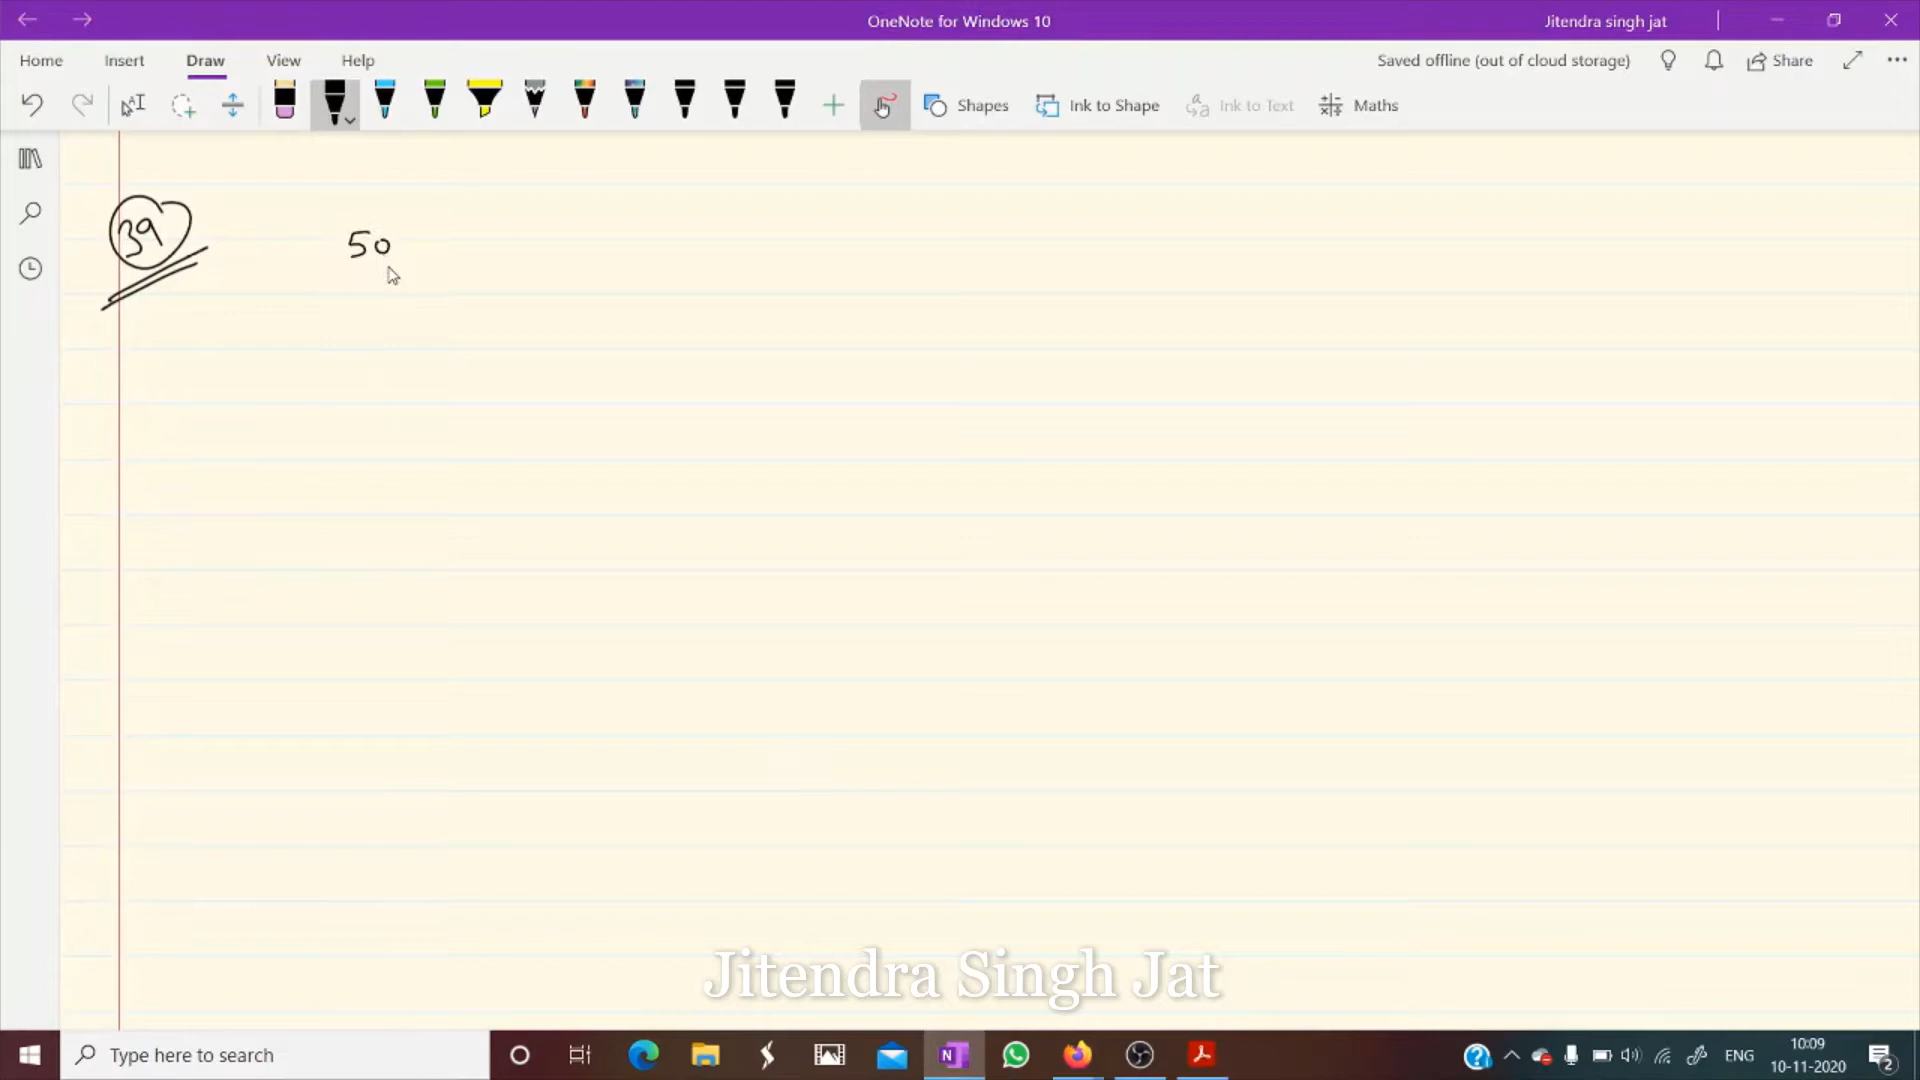 OneNote for Windows 10
Jitendra singh jat
Home Insert Draw View Help
Saved offline (out of cloud storage)
Share
Shapes
Ink to Shape
Ink to Text
Maths
39
50
Jitendra Singh Jat
Type here to search
N
ENG
10:09
10-11-2020
2